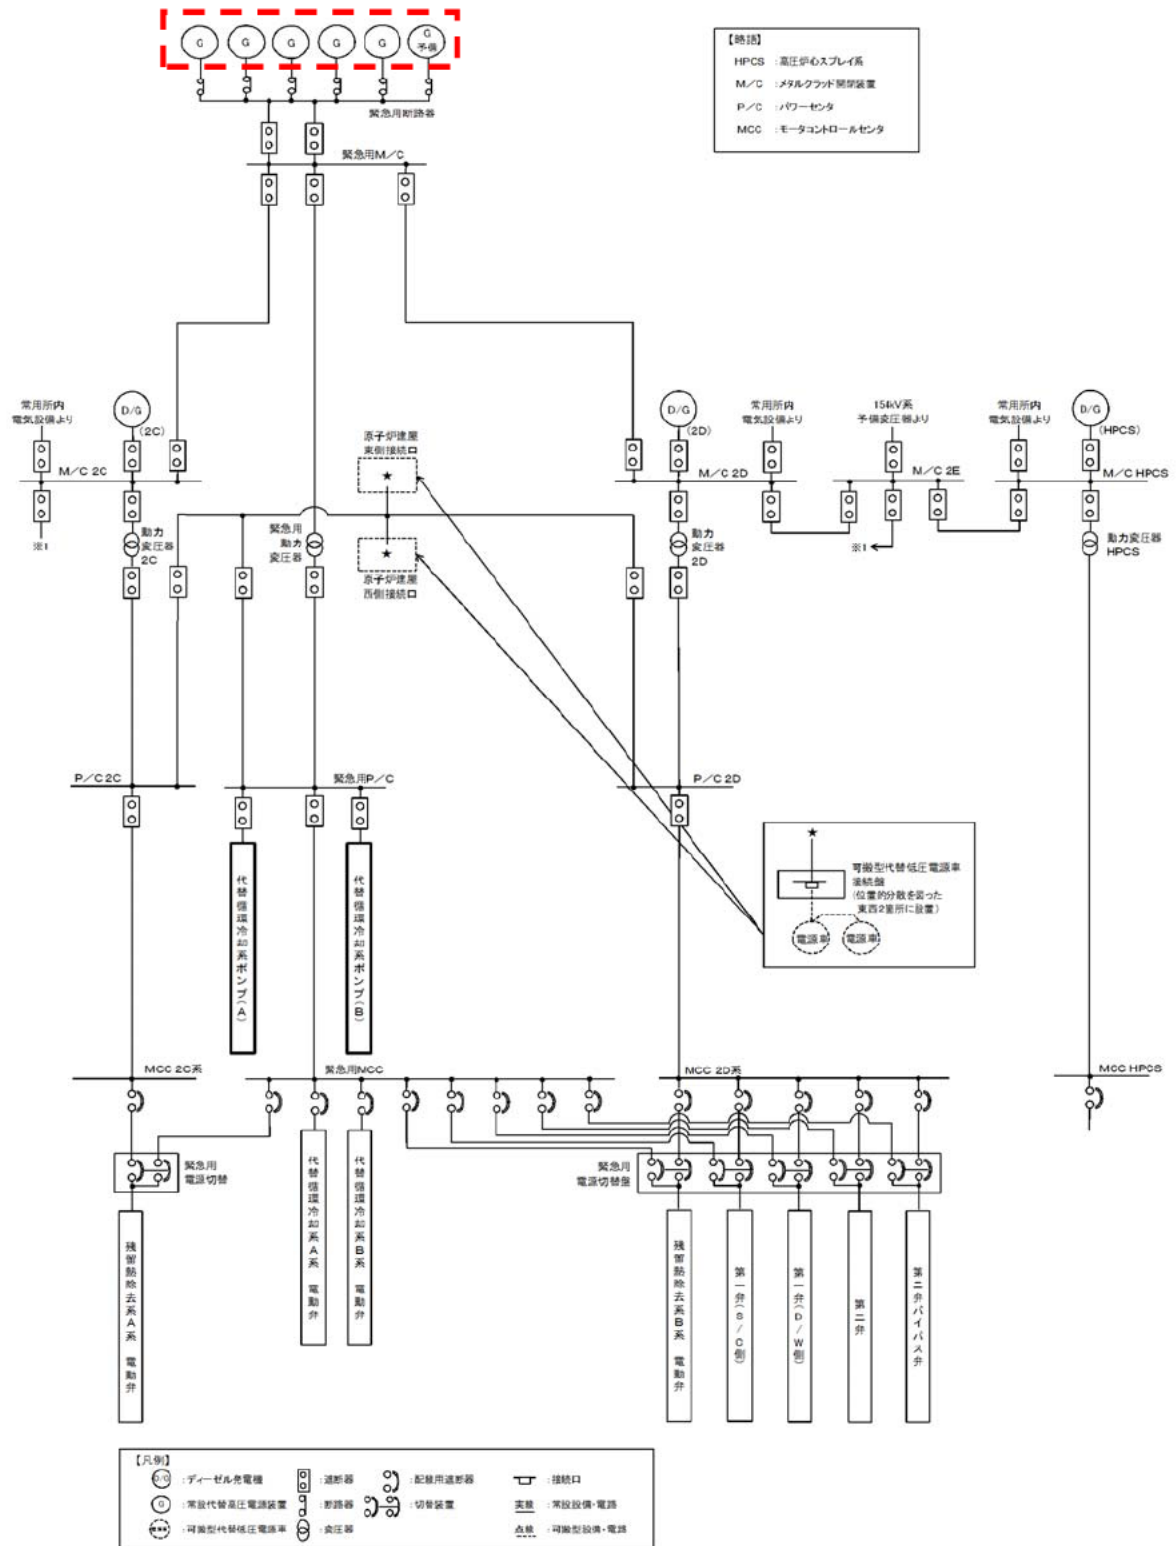 G G G G G G
予備
緊急用断路器
緊急用M/C
【略語】
HPCS :高圧炉心スプレイ系
M/C :メタルクラッド開閉装置
P/C :パワーセンタ
MCC :モータコントロールセンタ
常用所内
電気設備より
D/G
(2C)
M/C 2C
※1
動力
変圧器
2C
緊急用
動力
変圧器
原子炉建屋
東側接続口
★
★
原子炉建屋
西側接続口
D/G
(2D)
M/C 2D
動力
変圧器
2D
常用所内
電気設備より
154kV系
予備変圧器より
M/C 2E
※1
常用所内
電気設備より
D/G
(HPCS)
M/C HPCS
動力変圧器
HPCS
P/C 2C
緊急用P/C
P/C 2D
代替循環冷却系ポンプ(A)
代替循環冷却系ポンプ(B)
★
可搬型代替低圧電源車
接続盤
(位置的分散を図った
東西2箇所に設置)
電源車 電源車
MCC 2C系
緊急用MCC
MCC 2D系
MCC HPCS
緊急用
電源切替
緊急用
電源切替盤
残留熱除去系A系 電動弁
代替循環冷却系A系 電動弁
代替循環冷却系B系 電動弁
残留熱除去系B系 電動弁
第一弁(S/C側)
第一弁(D/W側)
第二弁
第二弁バイパス弁
【凡例】
D/G :ディーゼル発電機
:遮断器
:配線用遮断器
:接続口
G :常設代替高圧電源装置
:断路器
:切替装置
実線 :常設設備・電路
電源車 :可搬型代替低圧電源車
:変圧器
点線 :可搬型設備・電路